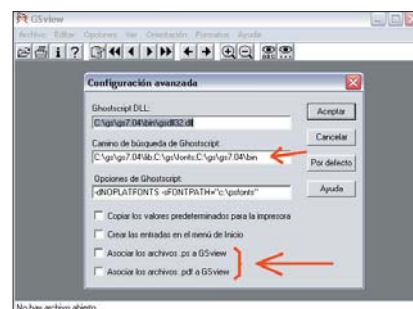 GSview
Archivo Editar Opciones Ver Orientación Formatos Ayuda
Configuración avanzada
Ghostscript DLL:
C:\gs\gs7.04\bin\gsdll32.dll
Aceptar
Camino de búsqueda de Ghostscript:
C:\gs\gs7.04\lib;C:\gs\fonts;C:\gs\gs7.04\bin
Cancelar
Por defecto
Opciones de Ghostscript:
-dNOPLATFONTS -sFONTPATH="c:\psfonts"
Ayuda
Copiar los valores predeterminados para la impresora
Crear las entradas en el menú de Inicio
Asociar los archivos .ps a GSview
Asociar los archivos .pdf a GSview
No hay archivo abierto